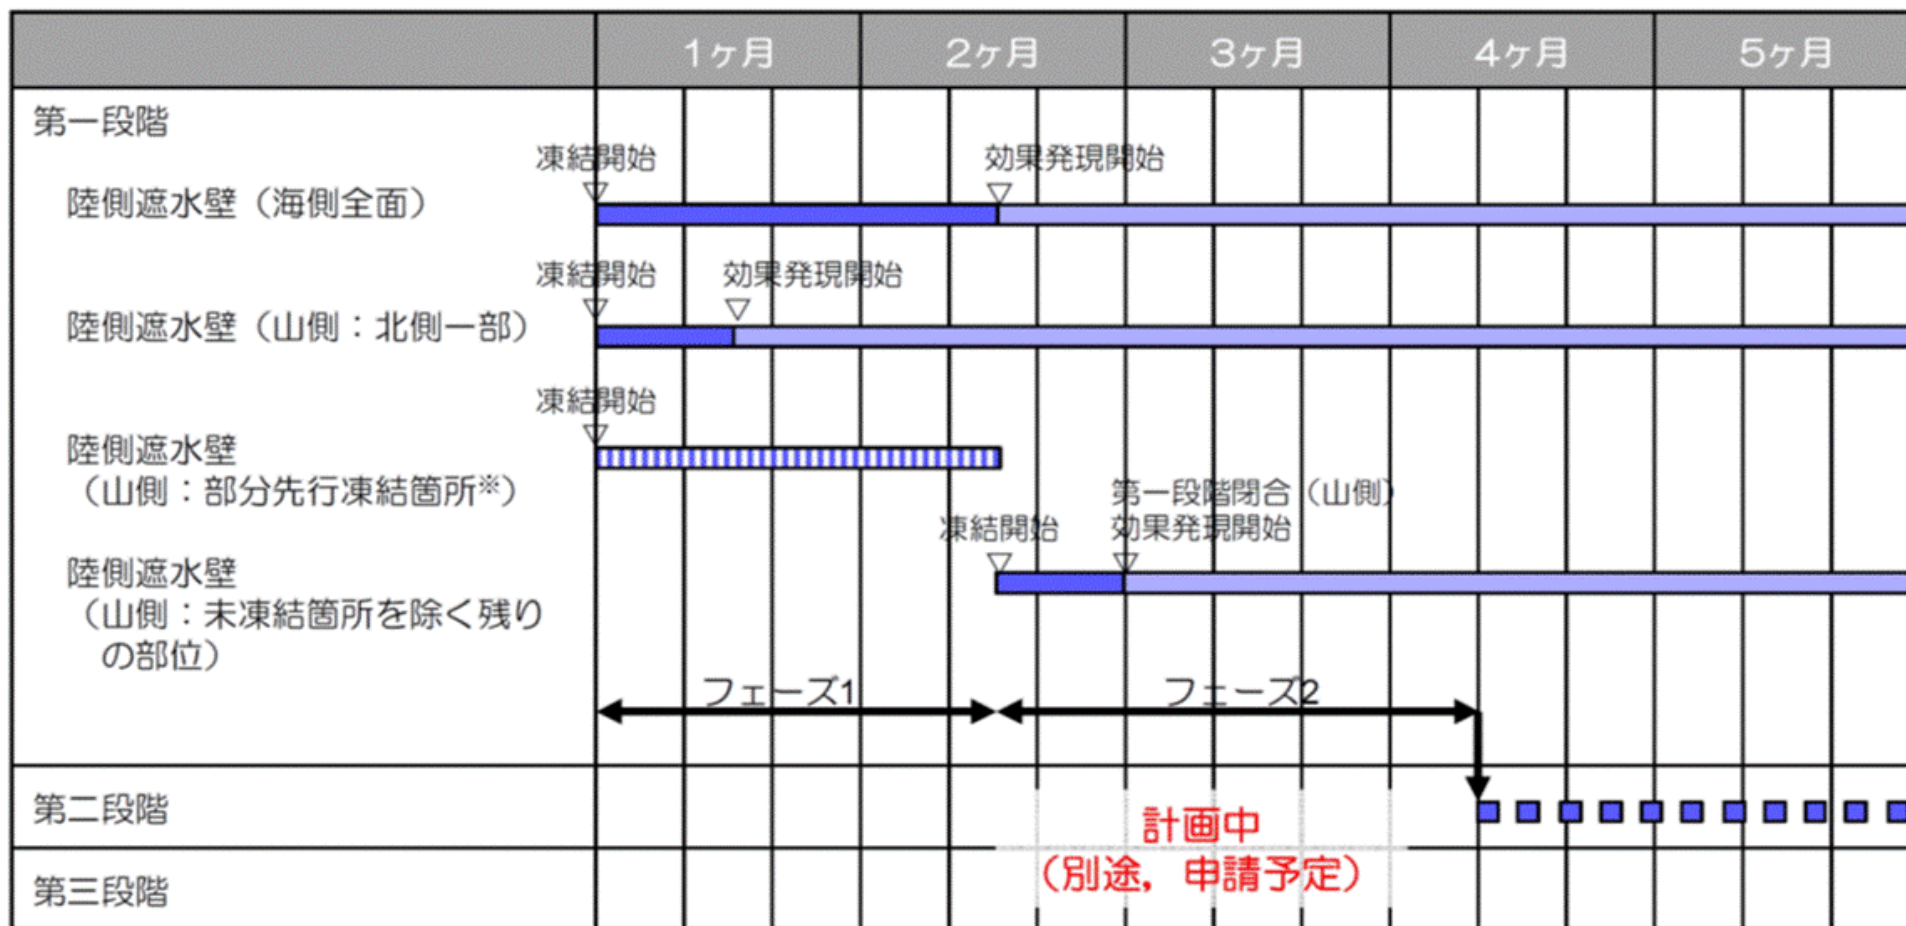 1ヶ月 2ヶ月 3ヶ月 4ヶ月 5ヶ月
第一段階
凍結開始 効果発現開始
陸側遮水壁（海側全面）
凍結開始 効果発現開始
陸側遮水壁（山側：北側一部）
凍結開始
陸側遮水壁
（山側：部分先行凍結箇所※）
第一段階閉合（山側）
凍結開始 効果発現開始
陸側遮水壁
（山側：未凍結箇所を除く残り
の部位）
フェーズ1 フェーズ2
第二段階
計画中
（別途，申請予定）
第三段階